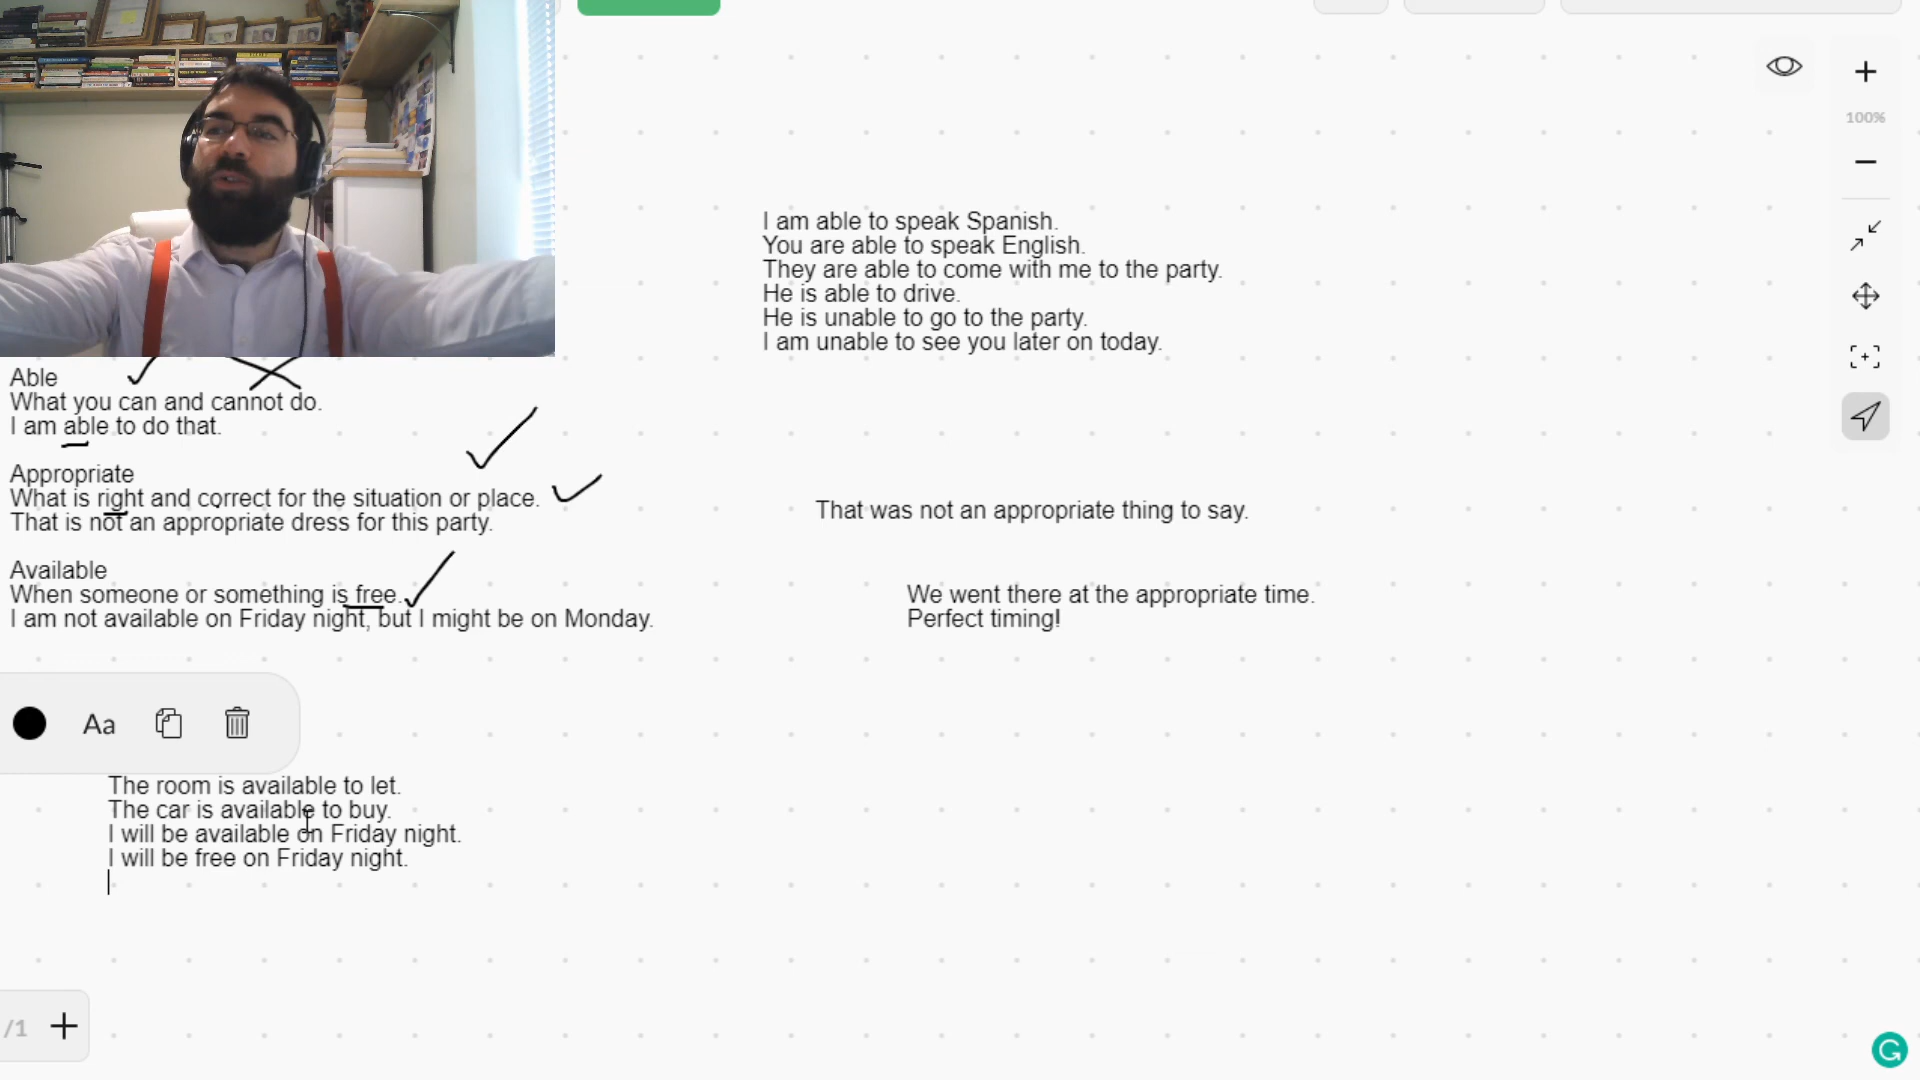 100%
I am able to speak Spanish.
You are able to speak English.
They are able to come with me to the party.
He is able to drive.
He is unable to go to the party.
I am unable to see you later on today.
Able
What you can and cannot do.
I am able to do that.
Appropriate
What is right and correct for the situation or place.
That is not an appropriate dress for this party.
That was not an appropriate thing to say.
Available
When someone or something is free.
I am not available on Friday night, but I might be on Monday.
We went there at the appropriate time.
Perfect timing!
Aa
The room is available to let.
The car is available to buy.
I will be available on Friday night.
I will be free on Friday night.
/1